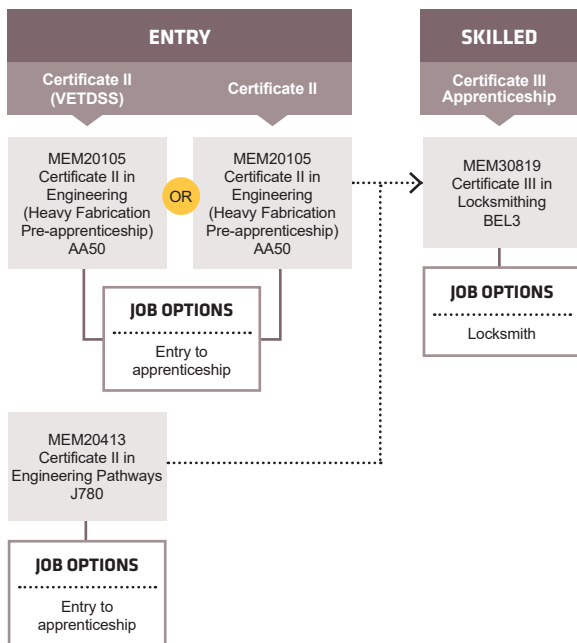 ENTRY
SKILLED
Certificate II
(VETDSS)
Certificate II
Certificate III
Apprenticeship
MEM20105
Certificate II in
Engineering
(Heavy Fabrication
Pre-apprenticeship)
AA50
OR
MEM20105
Certificate II in
Engineering
(Heavy Fabrication
Pre-apprenticeship)
AA50
MEM30819
Certificate III in
Locksmithing
BEL3
JOB OPTIONS
Entry to
apprenticeship
JOB OPTIONS
Locksmith
MEM20413
Certificate II in
Engineering Pathways
J780
JOB OPTIONS
Entry to
apprenticeship